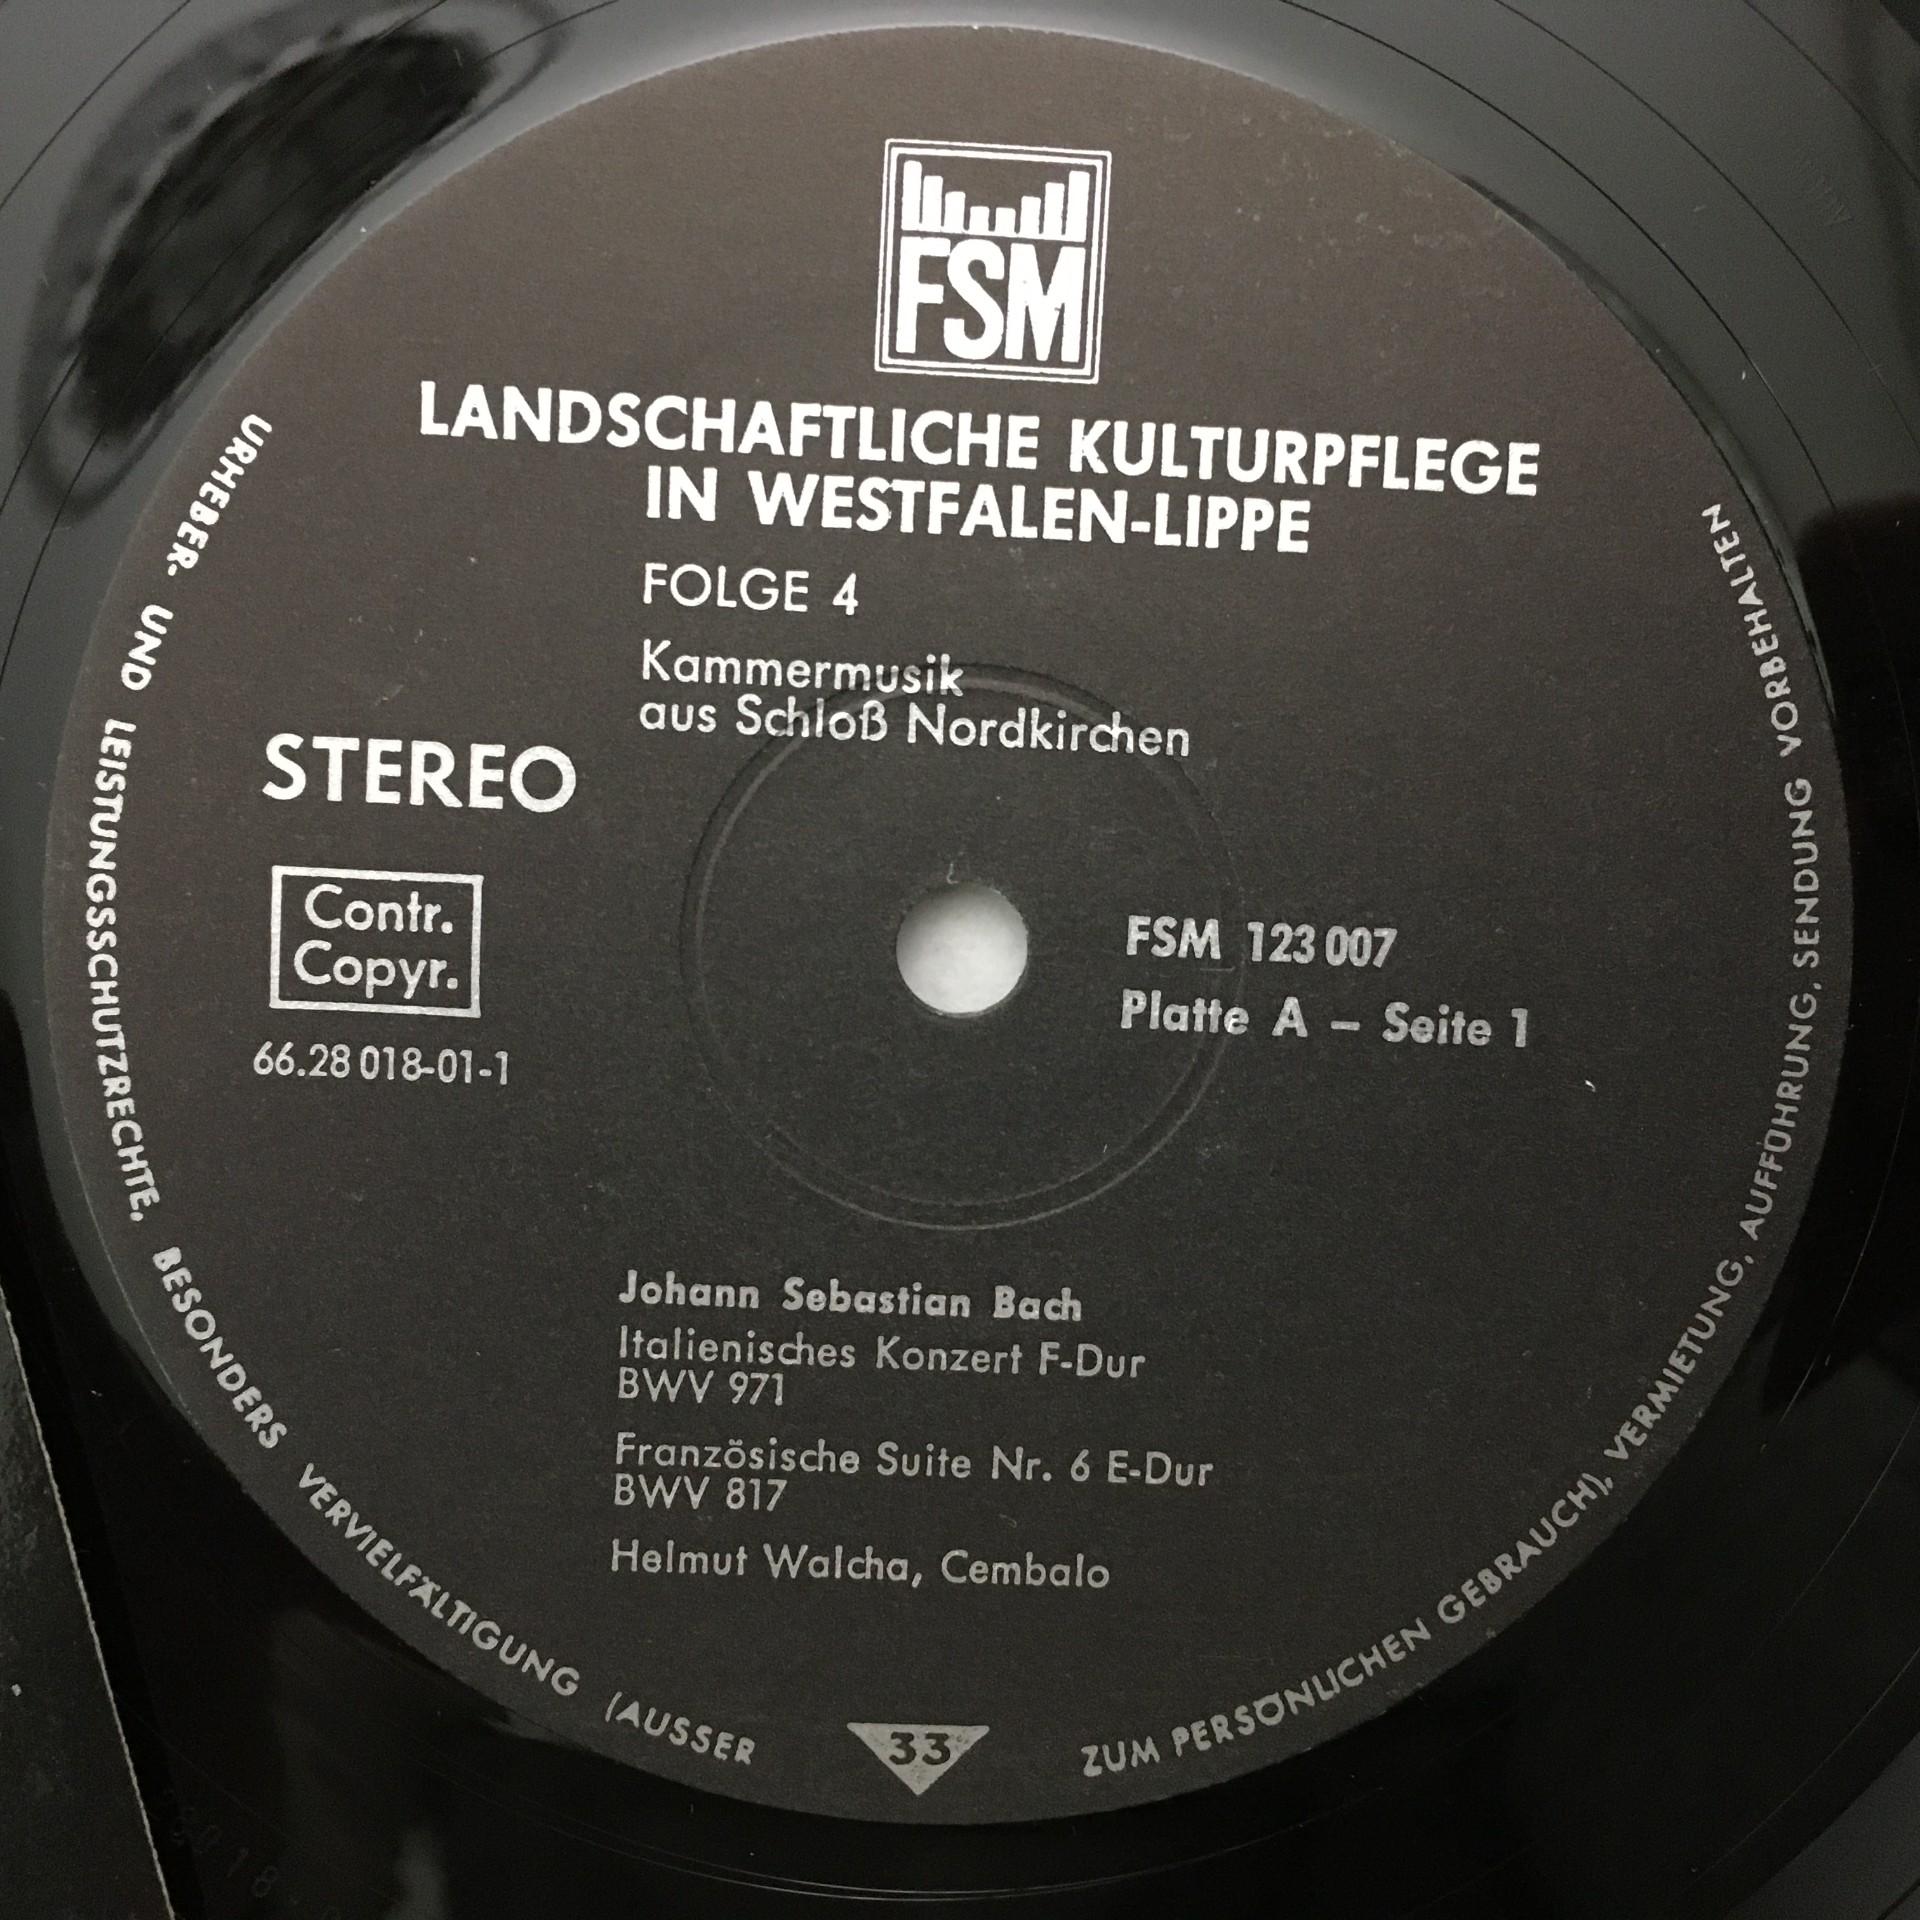 FSM
LANDSCHAFTLICHE KULTURPFLEGE
IN WESTFALEN-LIPPE
FOLGE 4
Kammermusik
aus Schloß Nordkirchen
STEREO
Contr.
Copyr.
66.28 018-01-1
FSM 123 007
Platte A – Seite 1
Johann Sebastian Bach
Italienisches Konzert F-Dur
BWV 971
Französische Suite Nr. 6 E-Dur
BWV 817
Helmut Walcha, Cembalo
33
URHEBER- UND LEISTUNGSSCHUTZRECHTE, BESONDERS VERVIELFÄLTIGUNG (AUSSER ZUM PERSÖNLICHEN GEBRAUCH), VERMIETUNG, AUFFÜHRUNG, SENDUNG VORBEHALTEN